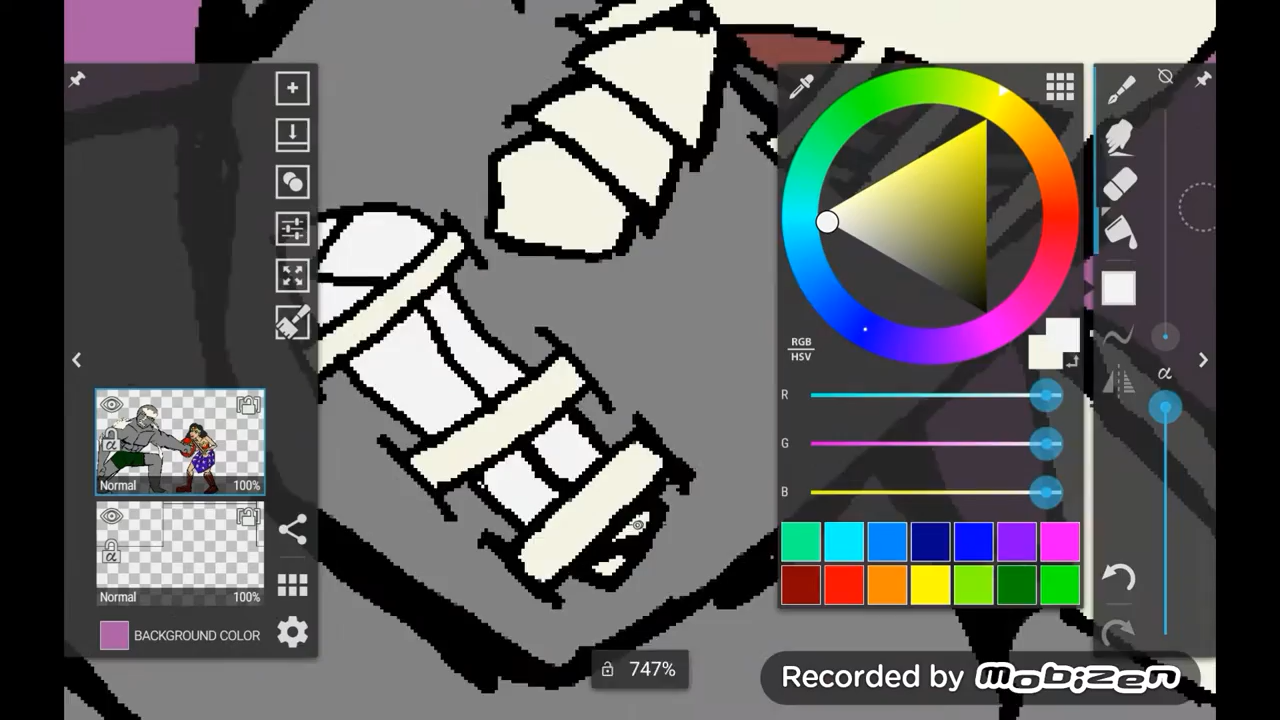 RGB
HSV
α
R
G
B
Normal 100%
α
Normal 100%
BACKGROUND COLOR
747%
Recorded by mobizen